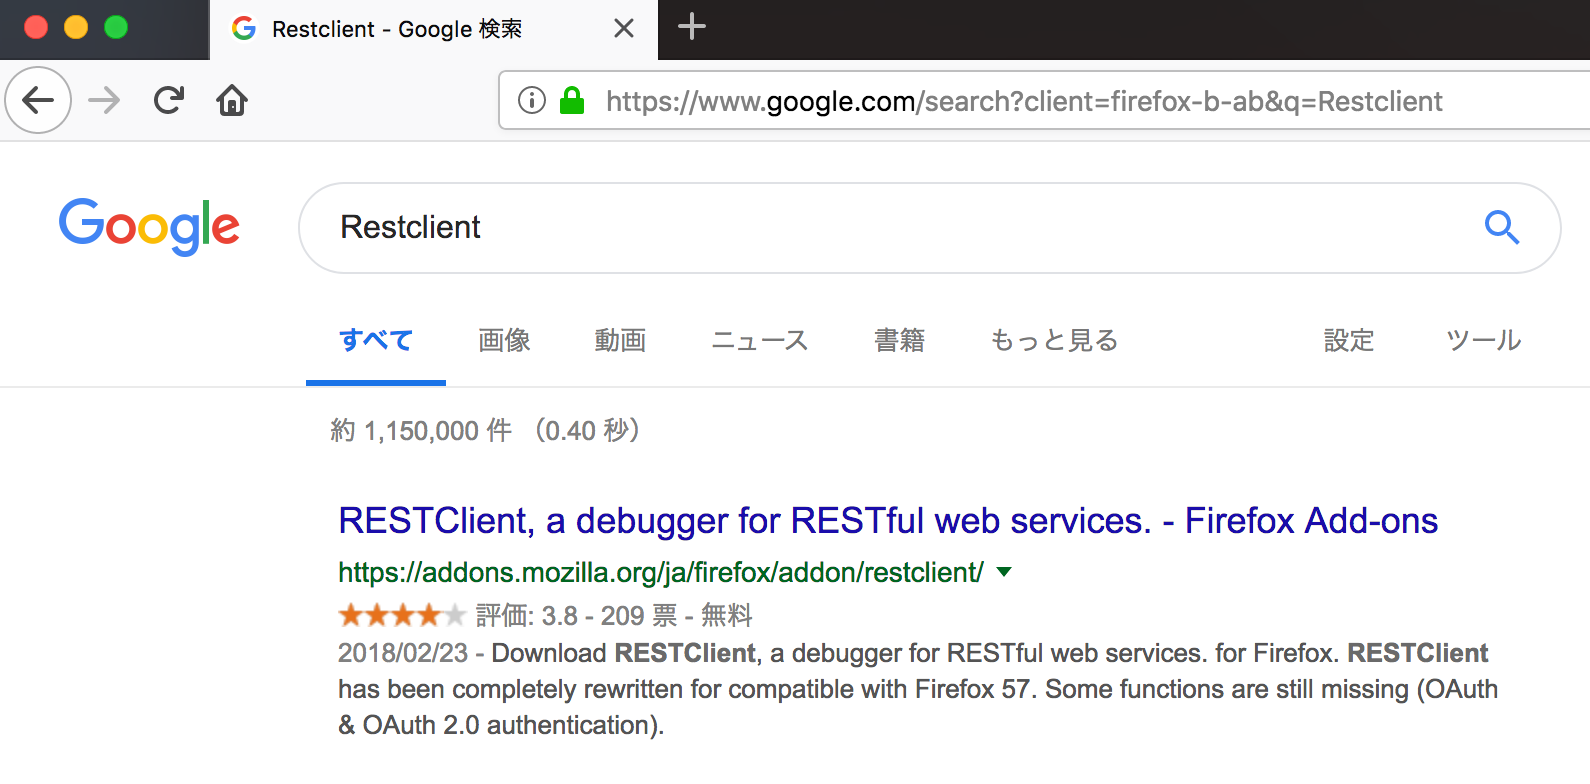 Restclient - Google 検索
https://www.google.com/search?client=firefox-b-ab&q=Restclient
Google
Restclient
すべて 画像 動画 ニュース 書籍 もっと見る 設定 ツール
約 1,150,000 件 （0.40 秒）
RESTClient, a debugger for RESTful web services. - Firefox Add-ons
https://addons.mozilla.org/ja/firefox/addon/restclient/
評価: 3.8 - 209 票 - 無料
2018/02/23 - Download RESTClient, a debugger for RESTful web services. for Firefox. RESTClient
has been completely rewritten for compatible with Firefox 57. Some functions are still missing (OAuth
& OAuth 2.0 authentication).